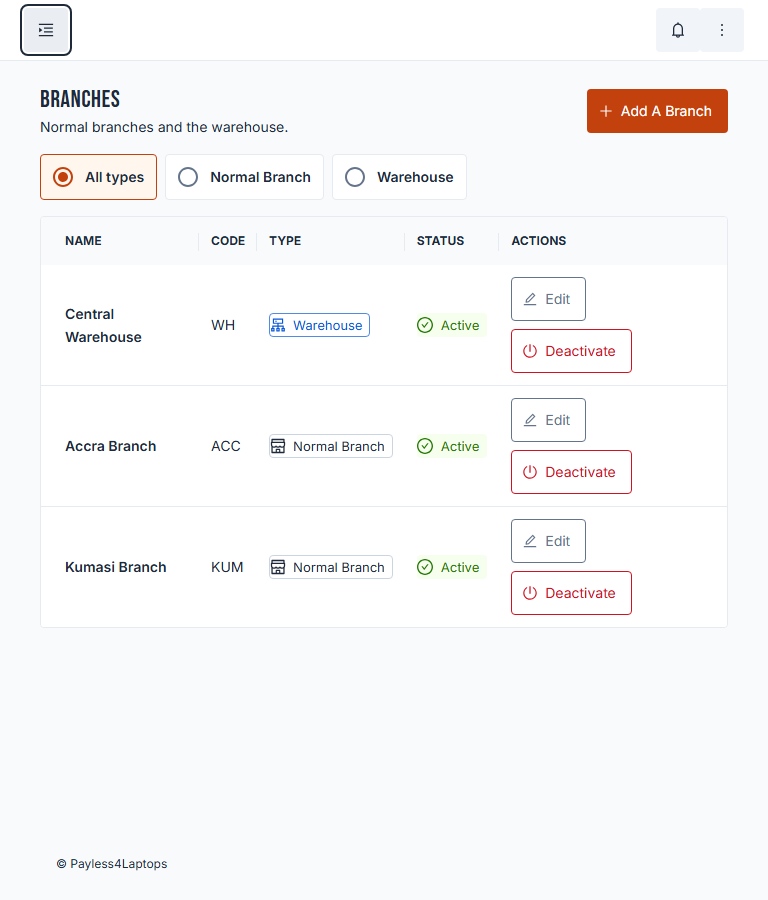 BRANCHES
Normal branches and the warehouse.
Add A Branch
All types
Normal Branch
Warehouse
NAME CODE TYPE STATUS ACTIONS
Central Warehouse WH Warehouse Active Edit
Deactivate
Accra Branch ACC Normal Branch Active Edit
Deactivate
Kumasi Branch KUM Normal Branch Active Edit
Deactivate
© Payless4Laptops